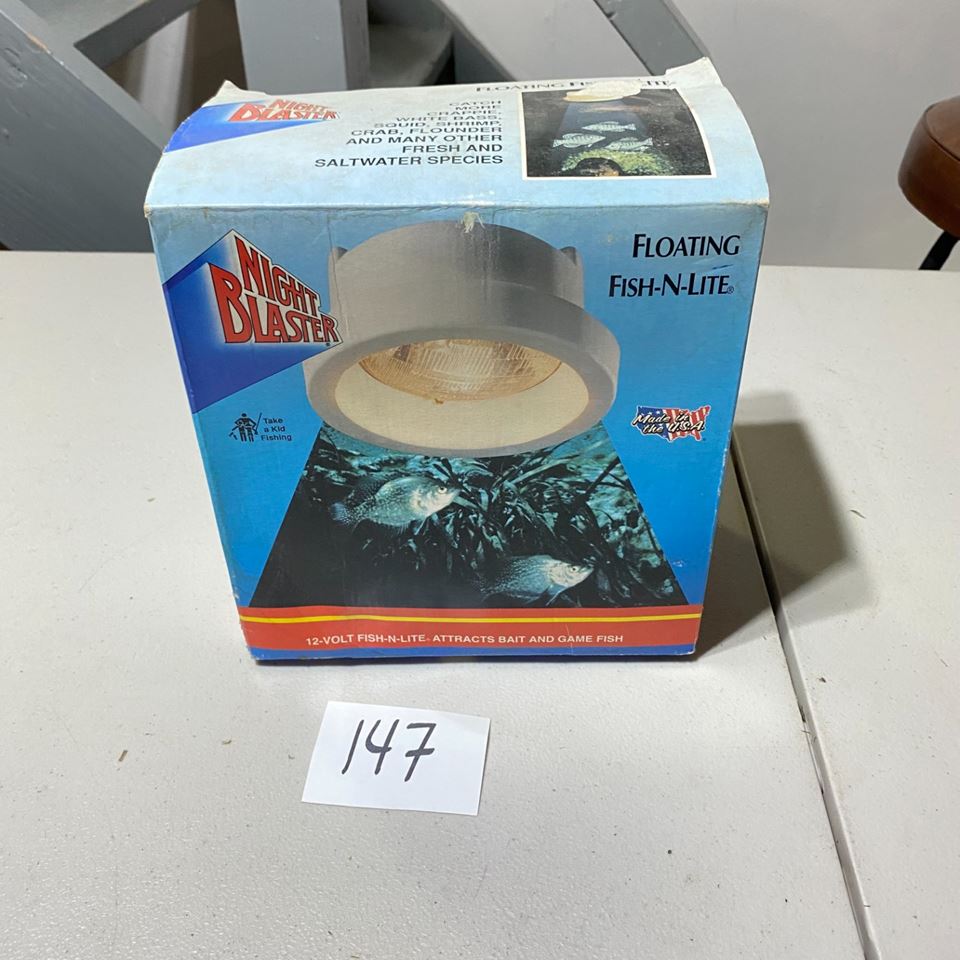 NIGHT
BLASTER
CATCH
MORE
CRAPPIE,
WHITE BASS,
SQUID, SHRIMP,
CRAB, FLOUNDER
AND MANY OTHER
FRESH AND
SALTWATER SPECIES
FLOATING
NIGHT
BLASTER®
FLOATING
FISH-N-LITE®
Take
a Kid
Fishing
Made in
the USA
12-VOLT FISH-N-LITE® ATTRACTS BAIT AND GAME FISH
147